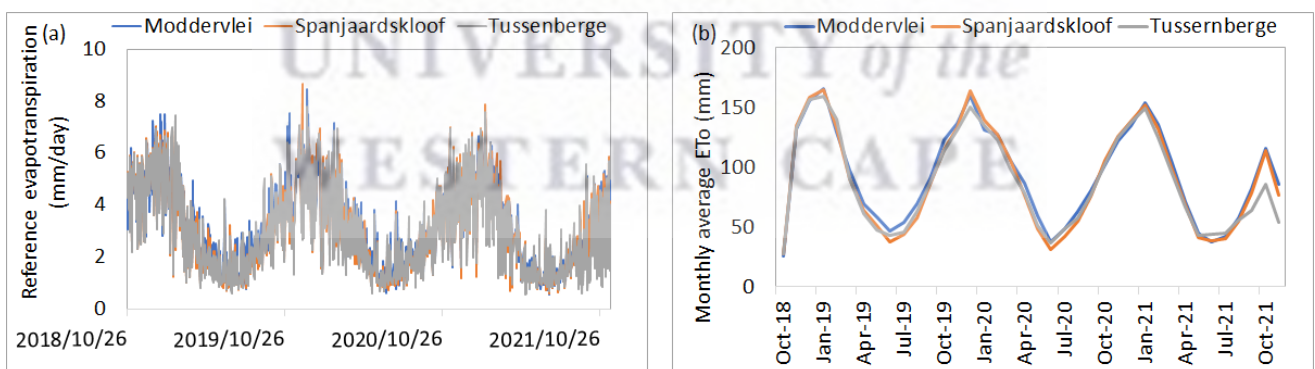 (a) Moddervlei Spanjaardskloof Tussenberge
Reference evapotranspiration
(mm/day)
10
8
6
4
2
0
2018/10/26 2019/10/26 2020/10/26 2021/10/26
(b) Moddervlei Spanjaardskloof Tussernberge
Monthly average ETo (mm)
200
150
100
50
0
Oct-18 Jan-19 Apr-19 Jul-19 Oct-19 Jan-20 Apr-20 Jul-20 Oct-20 Jan-21 Apr-21 Jul-21 Oct-21
UNIVERSITY of the
WESTERN CAPE